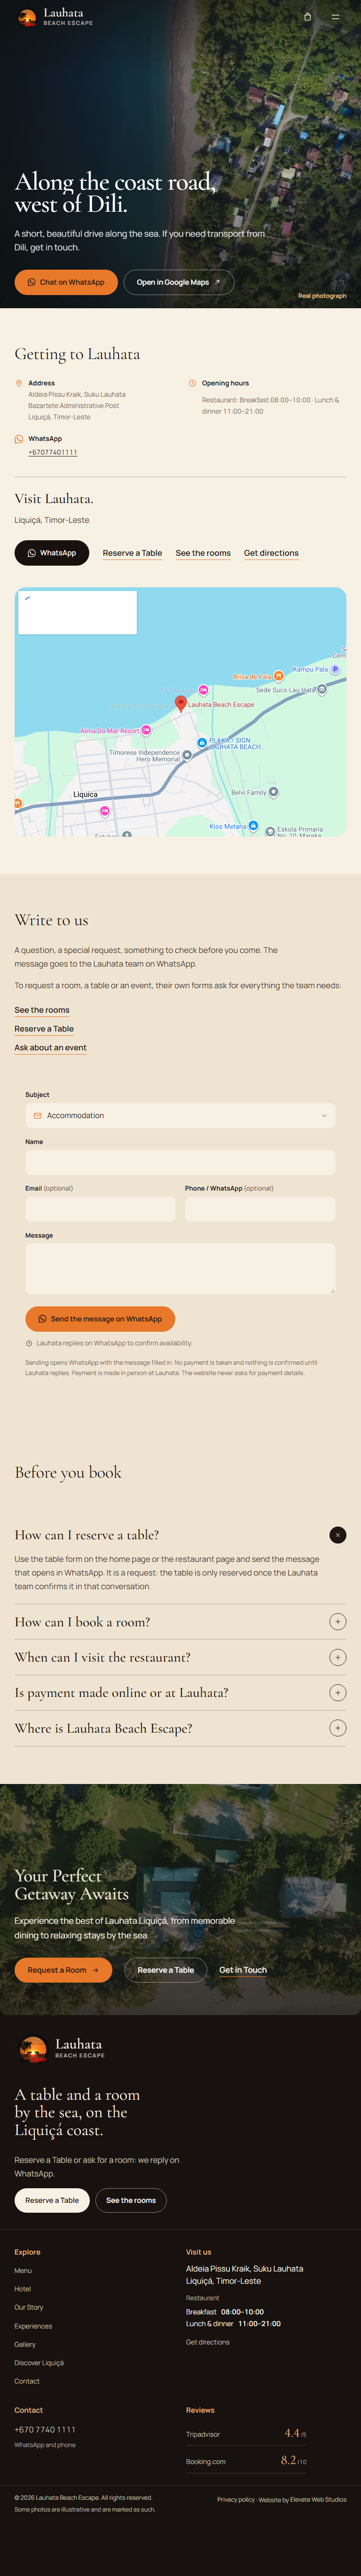 Lauhata
BEACH ESCAPE
Along the coast road,
west of Dili.
A short, beautiful drive along the sea. If you need transport from
Dili, get in touch.
Chat on WhatsApp
Open in Google Maps
Real photograph
Getting to Lauhata
Address
Aldeia Pissu Kraik, Suku Lauhata
Bazartete Administrative Post
Liquiçá, Timor-Leste
Opening hours
Restaurant: Breakfast 08:00–10:00 · Lunch &
dinner 11:00–21:00
WhatsApp
+67077401111
Visit Lauhata.
Liquiçá, Timor-Leste.
WhatsApp
Reserve a Table
See the rooms
Get directions
Kampu Pala
Brisa de Pala
Sede Suco Lau Hata
Lauhata Beach Escape
Alma Do Mar Resort
PLAKA / SIGN
LAUHATA BEACH...
Timorese Independence
Hero Memorial
Liquica
Belvi Family
Kios Metana
Eskola Primaria
Write to us
A question, a special request, something to check before you come. The
message goes to the Lauhata team on WhatsApp.
To request a room, a table or an event, their own forms ask for everything the team needs:
See the rooms
Reserve a Table
Ask about an event
Subject
Accommodation
Name
Email (optional)
Phone / WhatsApp (optional)
Message
Send the message on WhatsApp
Lauhata replies on WhatsApp to confirm availability
Sending opens WhatsApp with the message filled in. No payment is taken and nothing is confirmed until
Lauhata replies. Payment is made in person at Lauhata. The website never asks for payment details.
Before you book
How can I reserve a table?
Use the table form on the home page or the restaurant page and send the message
that opens in WhatsApp. It is a request: the table is only reserved once the Lauhata
team confirms it in that conversation.
How can I book a room?
When can I visit the restaurant?
Is payment made online or at Lauhata?
Where is Lauhata Beach Escape?
Your Perfect
Getaway Awaits
Experience the best of Lauhata Liquiçá, from memorable
dining to relaxing stays by the sea.
Request a Room
Reserve a Table
Get in Touch
Lauhata
BEACH ESCAPE
A table and a room
by the sea, on the
Liquiçá coast.
Reserve a Table or ask for a room: we reply on
WhatsApp.
Reserve a Table
See the rooms
Explore
Menu
Hotel
Our Story
Experiences
Gallery
Discover Liquiçá
Contact
Visit us
Aldeia Pissu Kraik, Suku Lauhata
Liquiçá, Timor-Leste
Restaurant
Breakfast 08:00–10:00
Lunch & dinner 11:00–21:00
Get directions
Contact
+670 7740 1111
WhatsApp and phone
Reviews
Tripadvisor 4.4 /5
Booking.com 8.2 /10
© 2026 Lauhata Beach Escape. All rights reserved.
Some photos are illustrative and are marked as such.
Privacy policy · Website by Elevate Web Studios